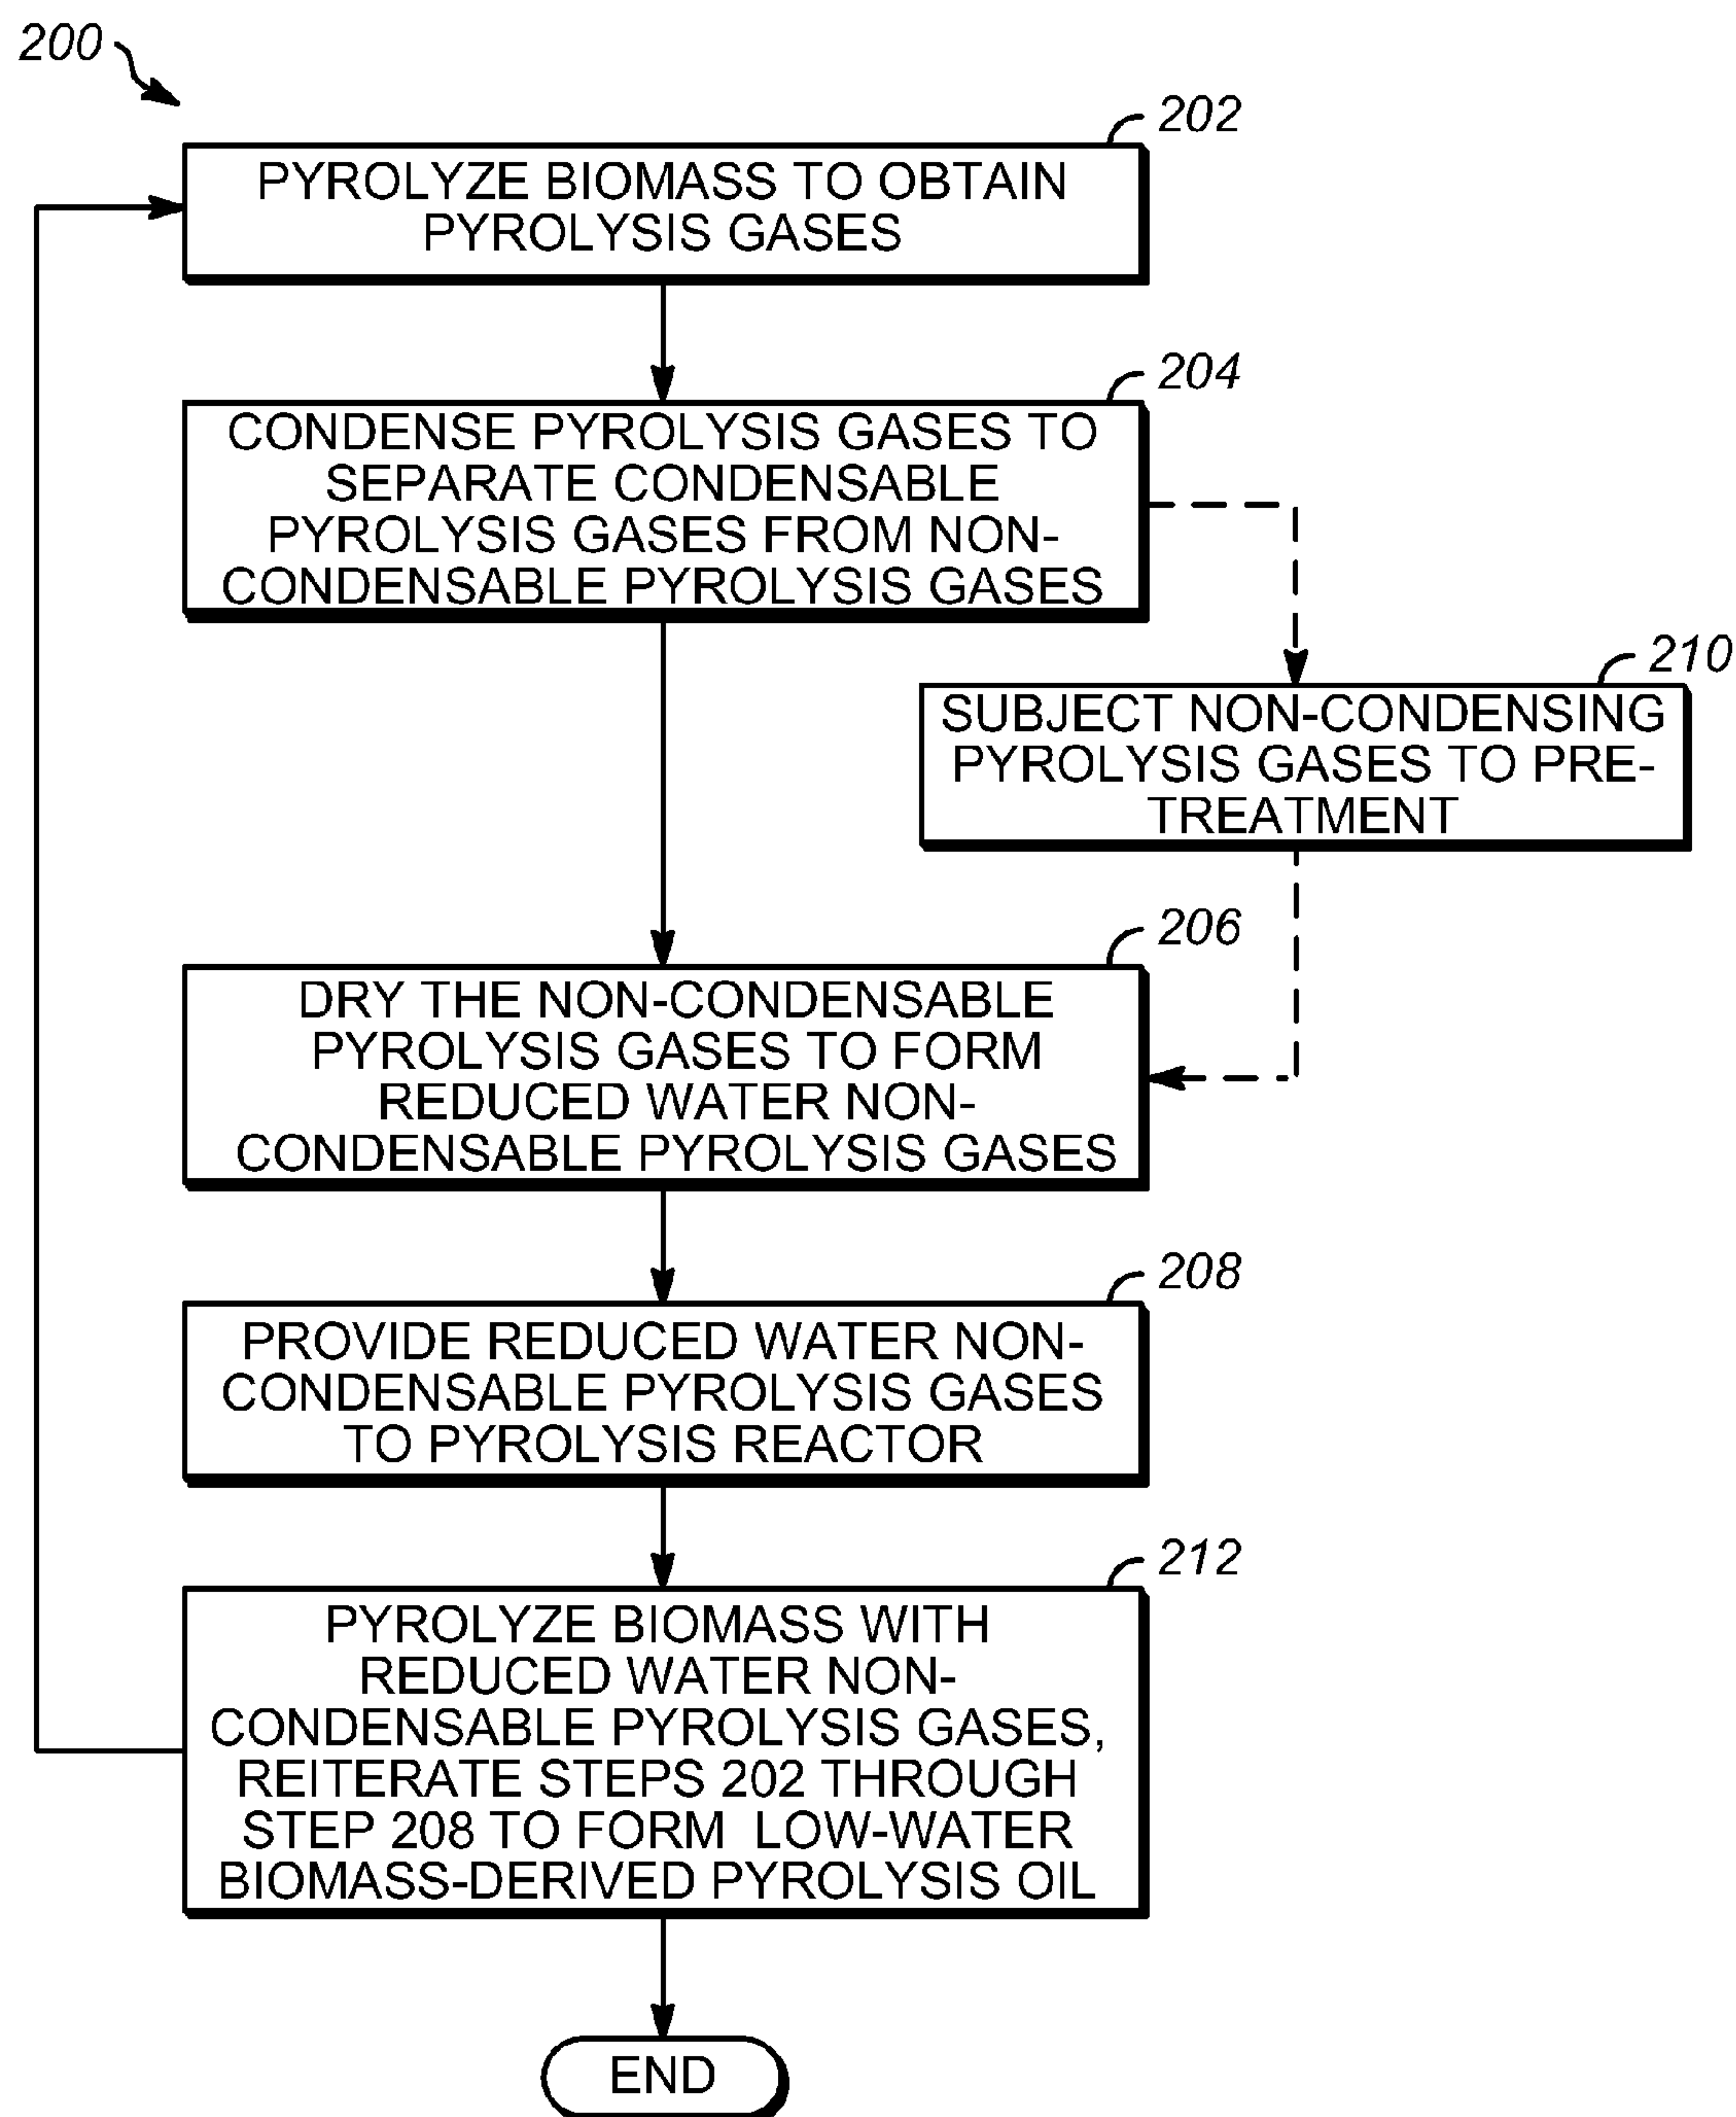 200
202
PYROLYZE BIOMASS TO OBTAIN
PYROLYSIS GASES
204
CONDENSE PYROLYSIS GASES TO
SEPARATE CONDENSABLE
PYROLYSIS GASES FROM NON-
CONDENSABLE PYROLYSIS GASES
210
SUBJECT NON-CONDENSING
PYROLYSIS GASES TO PRE-
TREATMENT
206
DRY THE NON-CONDENSABLE
PYROLYSIS GASES TO FORM
REDUCED WATER NON-
CONDENSABLE PYROLYSIS GASES
208
PROVIDE REDUCED WATER NON-
CONDENSABLE PYROLYSIS GASES
TO PYROLYSIS REACTOR
212
PYROLYZE BIOMASS WITH
REDUCED WATER NON-
CONDENSABLE PYROLYSIS GASES,
REITERATE STEPS 202 THROUGH
STEP 208 TO FORM LOW-WATER
BIOMASS-DERIVED PYROLYSIS OIL
END